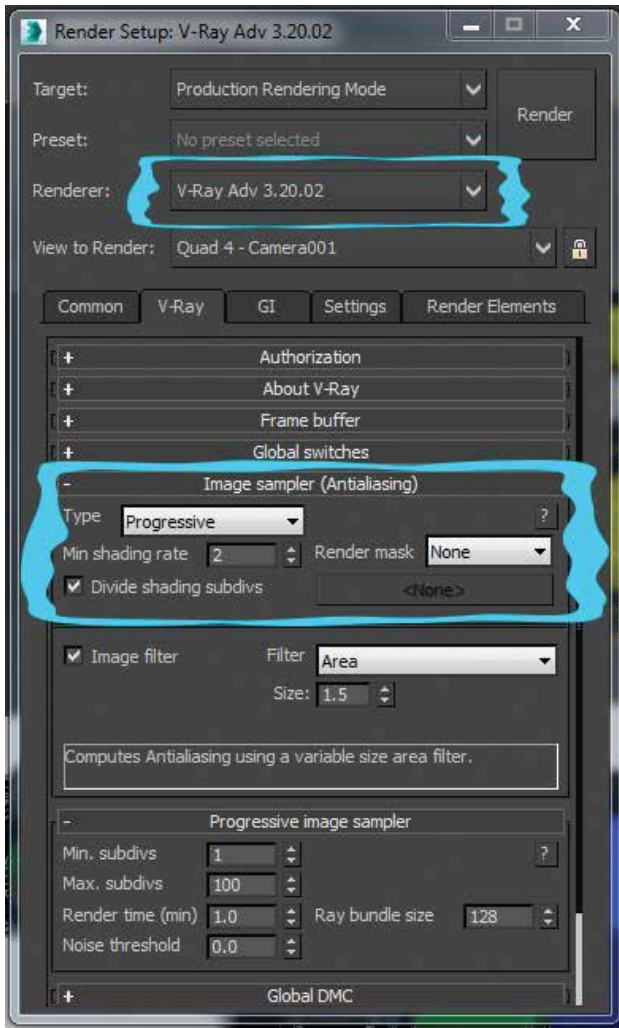 Render Setup: V-Ray Adv 3.20.02
Target: Production Rendering Mode
Render
Preset: No preset selected
Renderer: V-Ray Adv 3.20.02
View to Render: Quad 4 - Camera001
Common V-Ray GI Settings Render Elements
+ Authorization
+ About V-Ray
+ Frame buffer
+ Global switches
- Image sampler (Antialiasing)
Type Progressive ?
Min shading rate 2 Render mask None
Divide shading subdivs <None>
Image filter Filter Area
Size: 1.5
Computes Antialiasing using a variable size area filter.
- Progressive image sampler
Min. subdivs 1 ?
Max. subdivs 100
Render time (min) 1.0 Ray bundle size 128
Noise threshold 0.0
+ Global DMC